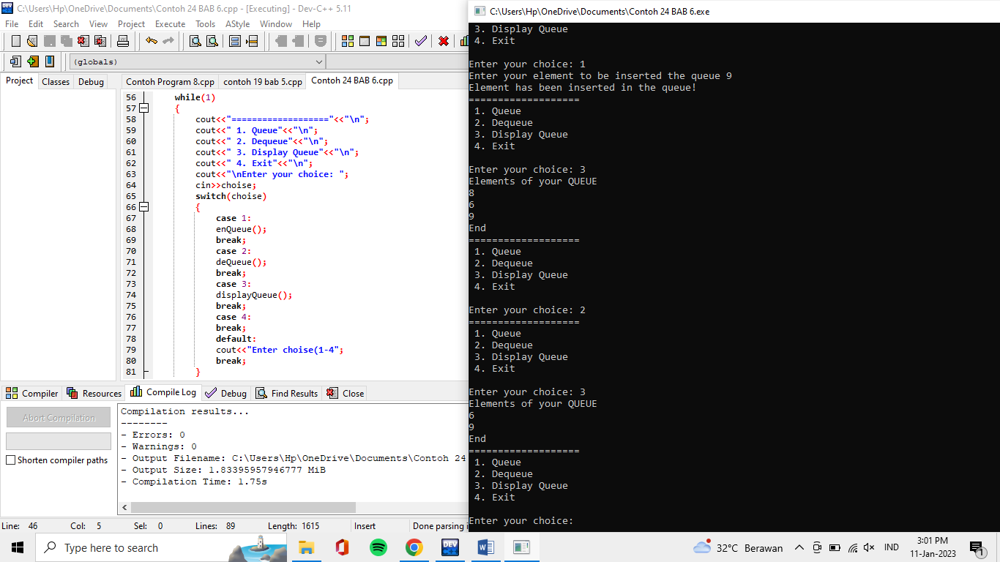 C:\Users\Hp\OneDrive\Documents\Contoh 24 BAB 6.cpp - [Executing] - Dev-C++ 5.11
File Edit Search View Project Execute Tools AStyle Window Help
(globals)
Project Classes Debug
Contoh Program 8.cpp contoh 19 bab 5.cpp Contoh 24 BAB 6.cpp
56 while(1)
57 {
58 cout<<"==================="<<"\n";
59 cout<<" 1. Queue"<<"\n";
60 cout<<" 2. Dequeue"<<"\n";
61 cout<<" 3. Display Queue"<<"\n";
62 cout<<" 4. Exit"<<"\n";
63 cout<<"\nEnter your choice: ";
64 cin>>choise;
65 switch(choise)
66 {
67 case 1:
68 enQueue();
69 break;
70 case 2:
71 deQueue();
72 break;
73 case 3:
74 displayQueue();
75 break;
76 case 4:
77 break;
78 default:
79 cout<<"Enter choise(1-4";
80 break;
81 }
Compiler Resources Compile Log Debug Find Results Close
Abort Compilation
Shorten compiler paths
Compilation results...
--------
- Errors: 0
- Warnings: 0
- Output Filename: C:\Users\Hp\OneDrive\Documents\Contoh 24
- Output Size: 1.83395957946777 MiB
- Compilation Time: 1.75s
Line: 46 Col: 5 Sel: 0 Lines: 89 Length: 1615 Insert Done parsing i
C:\Users\Hp\OneDrive\Documents\Contoh 24 BAB 6.exe
3. Display Queue
4. Exit
Enter your choice: 1
Enter your element to be inserted the queue 9
Element has been inserted in the queue!
===================
1. Queue
2. Dequeue
3. Display Queue
4. Exit
Enter your choice: 3
Elements of your QUEUE
8
6
9
End
===================
1. Queue
2. Dequeue
3. Display Queue
4. Exit
Enter your choice: 2
===================
1. Queue
2. Dequeue
3. Display Queue
4. Exit
Enter your choice: 3
Elements of your QUEUE
6
9
End
===================
1. Queue
2. Dequeue
3. Display Queue
4. Exit
Enter your choice:
Type here to search
DEV
32°C Berawan
IND
3:01 PM
11-Jan-2023
1